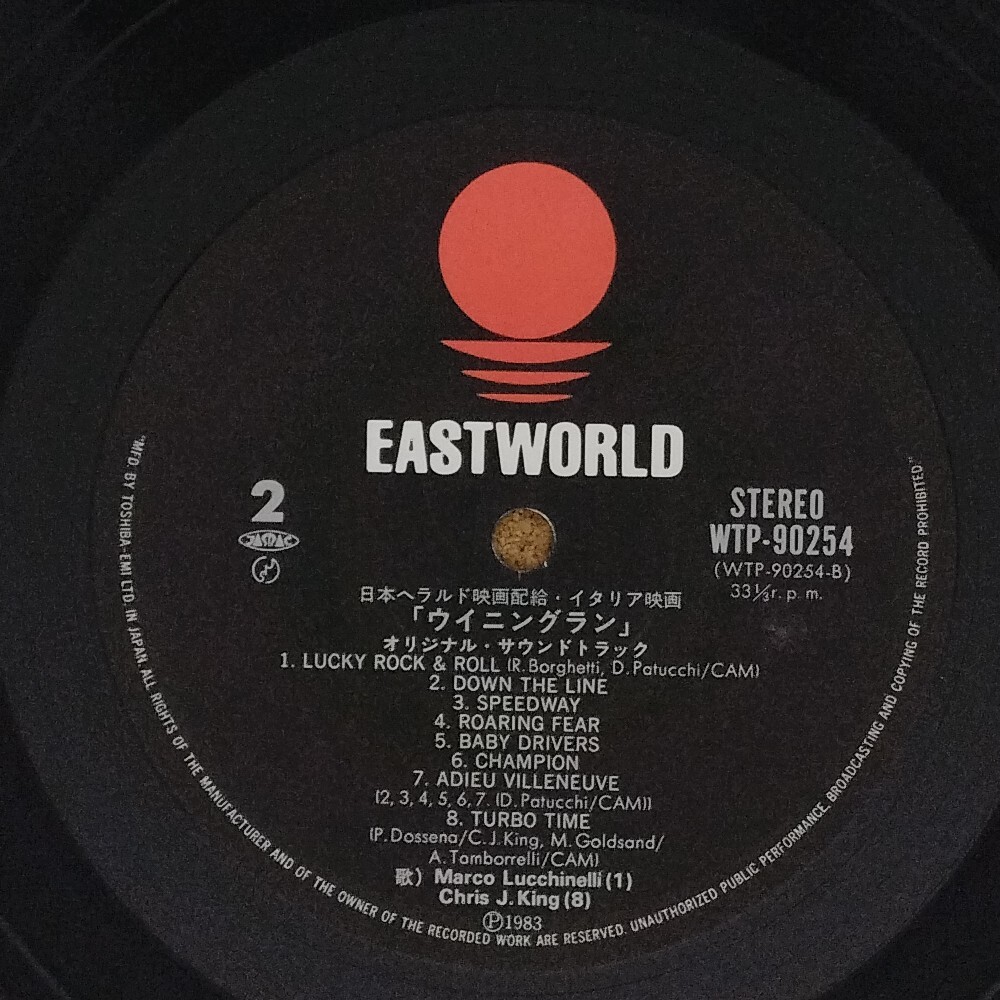 EASTWORLD
2
JASRAC
STEREO
WTP-90254
(WTP-90254-B)
33⅓r.p.m.
日本ヘラルド映画配給・イタリア映画
「ウイニングラン」
オリジナル・サウンドトラック
1. LUCKY ROCK & ROLL (R.Borghetti, D.Patucchi/CAM)
2. DOWN THE LINE
3. SPEEDWAY
4. ROARING FEAR
5. BABY DRIVERS
6. CHAMPION
7. ADIEU VILLENEUVE
(2, 3, 4, 5, 6, 7. (D.Patucchi/CAM))
8. TURBO TIME
(P.Dossena/C.J.King, M.Goldsand/
A.Tamborrelli/CAM)
歌) Marco Lucchinelli (1)
Chris J.King (8)
Ⓟ1983
"MFD. BY TOSHIBA-EMI LTD. IN JAPAN. ALL RIGHTS OF THE MANUFACTURER AND OF THE OWNER OF THE RECORDED WORK ARE RESERVED. UNAUTHORIZED PUBLIC PERFORMANCE, BROADCASTING AND COPYING OF THE RECORD PROHIBITED."